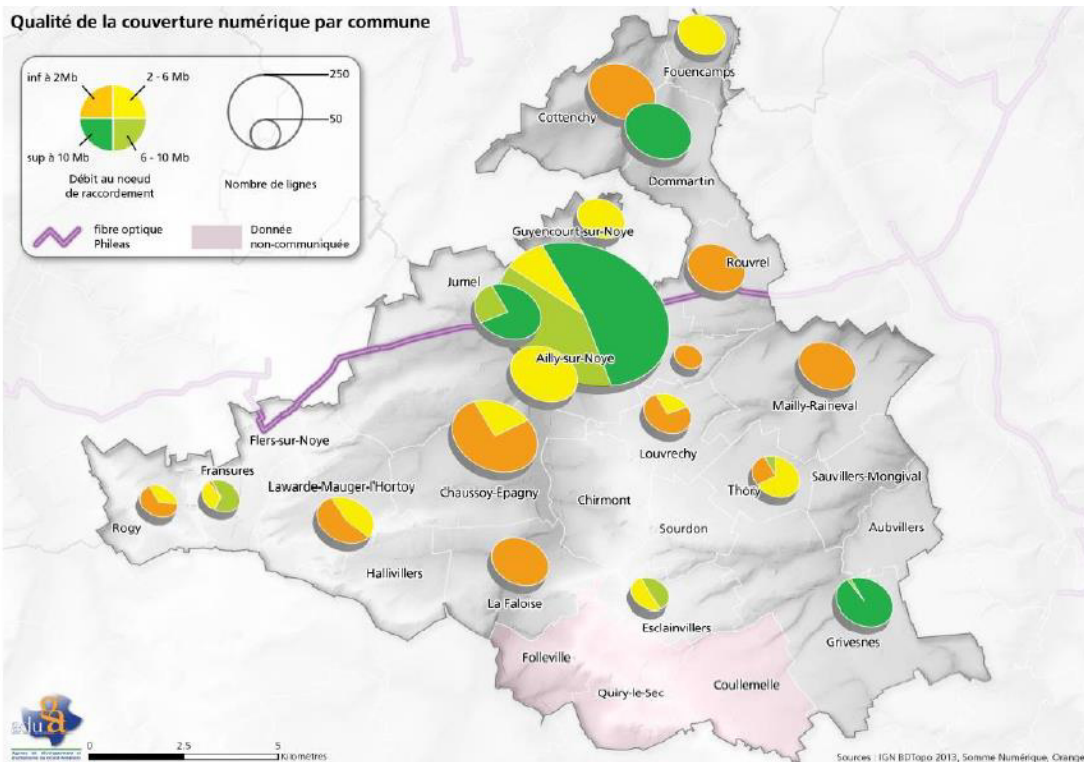 Qualité de la couverture numérique par commune
inf à 2Mb
2 - 6 Mb
sup à 10 Mb
6 - 10 Mb
Débit au noeud
de raccordement
250
50
Nombre de lignes
fibre optique
Phileas
Donnée
non-communiquée
Fouencamps
Cottenchy
Dommartin
Guyencourt-sur-Noye
Rouvrel
Jumel
Ailly-sur-Noye
Mailly-Raineval
Louvrechy
Flers-sur-Noye
Fransures
Lawarde-Mauger-l'Hortoy
Chaussoy-Epagny
Chirmont
Thory
Sauvillers-Mongival
Rogy
Sourdon
Aubvillers
Hallivillers
La Faloise
Esclainvillers
Grivesnes
Folleville
Quiry-le-Sec
Coullemelle
0
2.5
5
Kilomètres
Sources : IGN BDTopo 2013, Somme Numérique, Orange